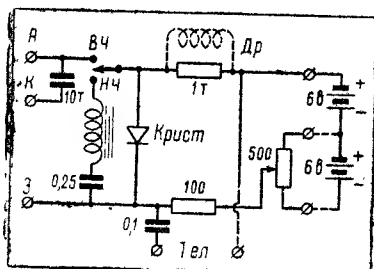 А
ВЧ
Др
К
НЧ
10т
1т
+
6в
-
Крист
500
+
6в
-
З
0,25
100
0,1
Тел